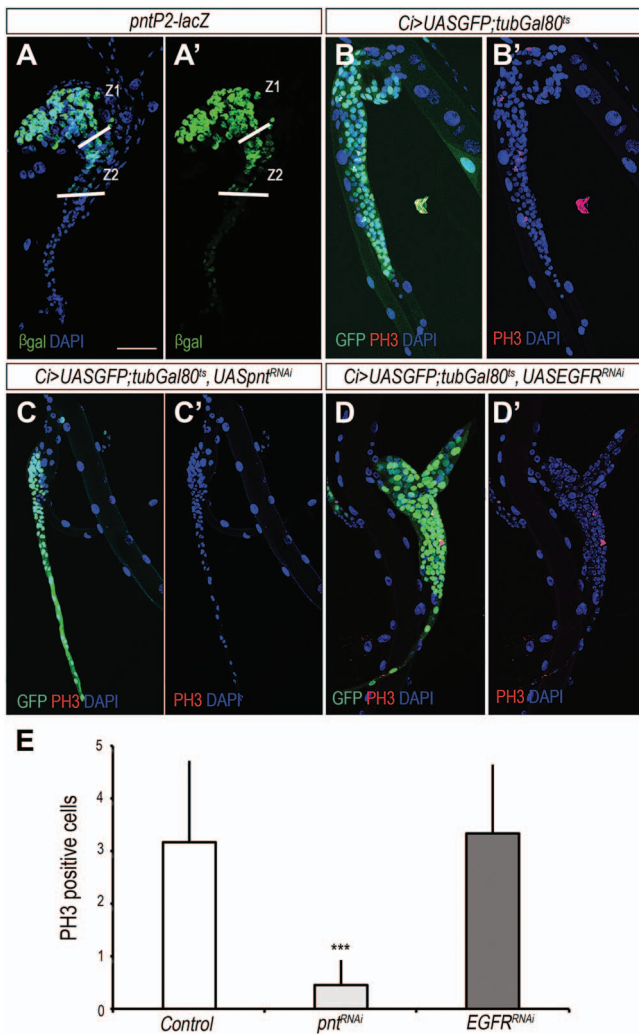 pntP2-lacZ
Ci>UASGFP;tubGal80ts
A
A'
B
B'
Z1
Z1
Z2
Z2
βgal DAPI
βgal
GFP PH3 DAPI
PH3 DAPI
Ci>UASGFP;tubGal80ts, UASpntRNAi
Ci>UASGFP;tubGal80ts, UASEGFRRNAi
C
C'
D
D'
GFP PH3 DAPI
PH3 DAPI
GFP PH3 DAPI
PH3 DAPI
E
PH3 positive cells
5
4
3
2
1
0
***
Control
pntRNAi
EGFRRNAi